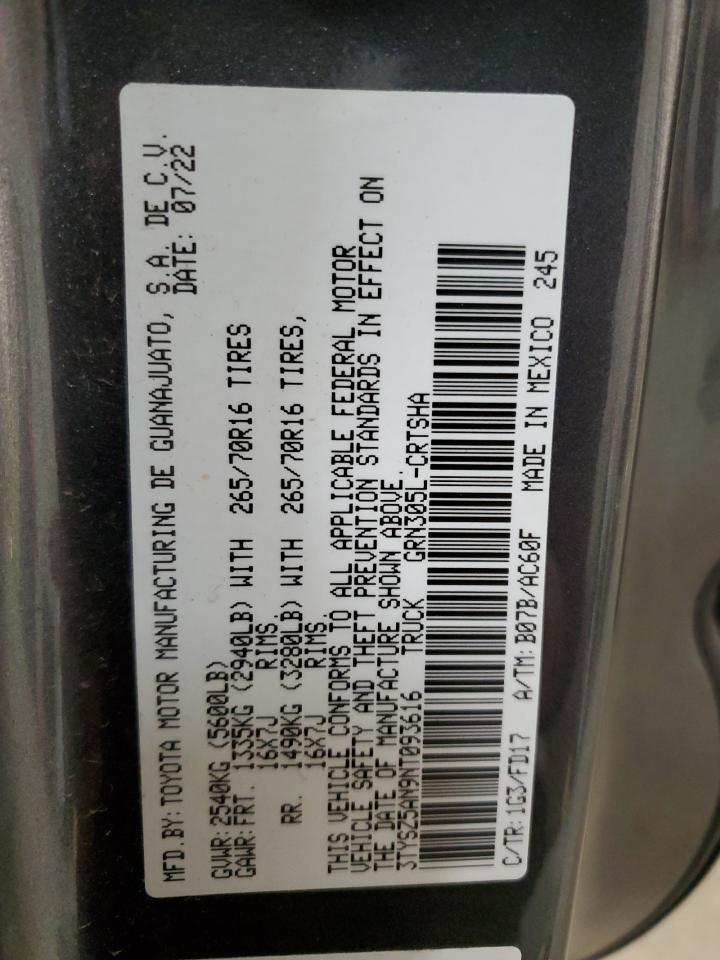 MFD.BY: TOYOTA MOTOR MANUFACTURING DE GUANAJUATO, S.A. DE C.V.
DATE: 07/22
GVWR: 2540KG (5600LB)
GAWR: FRT. 1335KG (2940LB) WITH 265/70R16 TIRES
16X7J RIMS.
RR. 1490KG (3280LB) WITH 265/70R16 TIRES,
16X7J RIMS.
THIS VEHICLE CONFORMS TO ALL APPLICABLE FEDERAL MOTOR
VEHICLE SAFETY AND THEFT PREVENTION STANDARDS IN EFFECT ON
THE DATE OF MANUFACTURE SHOWN ABOVE.
3TYSZ5AN9NT093616 TRUCK GRN305L-CRTSHA
C/TR: 1G3/FD17 A/TM: B07B/AC60F MADE IN MEXICO 245